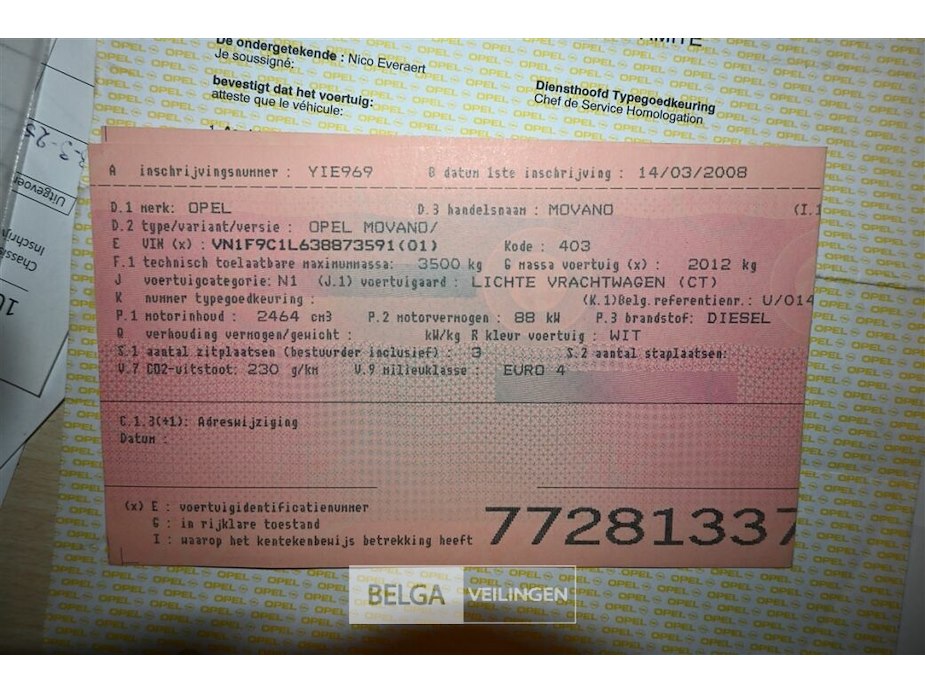 De ondergetekende : Nico Everaert
Je soussigné:
bevestigt dat het voertuig:
atteste que le véhicule:
Diensthoofd Typegoedkeuring
Chef de Service Homologation
A inschrijvingsnummer : YIE969 B datum 1ste inschrijving : 14/03/2008
D.1 merk: OPEL D.3 handelsnaam : MOVANO (I.1
D.2 type/variant/versie : OPEL MOVANO/
E VIN (x) : VN1F9C1L638873591(01) Kode : 403
F.1 technisch toelaatbare maximummassa: 3500 kg G massa voertuig (x) : 2012 kg
J voertuigcategorie: N1 (J.1) voertuigaard : LICHTE VRACHTWAGEN (CT)
K nummer typegoedkeuring : (K.1)Belg.referentienr.: U/014
P.1 motorinhoud : 2464 cm3 P.2 motorvermogen : 88 kW P.3 brandstof: DIESEL
Q verhouding vermogen/gewicht : kW/kg R kleur voertuig : WIT
S.1 aantal zitplaatsen (bestuurder inclusief) : 3 S.2 aantal staplaatsen:
V.7 CO2-uitstoot: 230 g/km V.9 milieuklasse : EURO 4
C.1.3(+1): Adreswijziging
Datum :
(x) E : voertuigidentificatienummer
G : in rijklare toestand
I : waarop het kentekenbewijs betrekking heeft
77281337
BELGA VEILINGEN